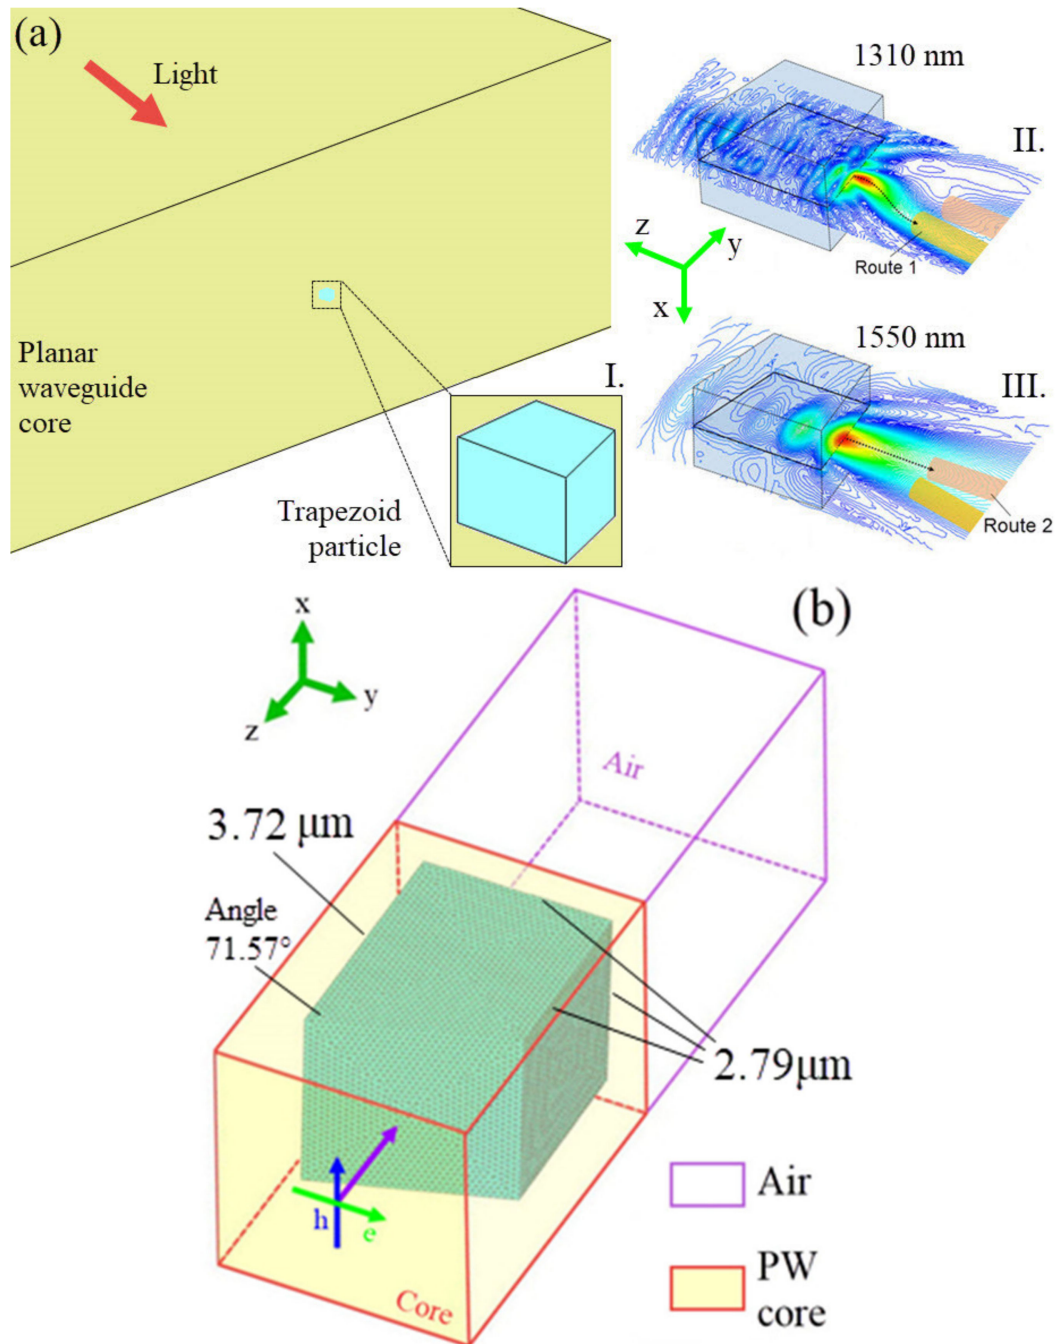 (a)
Light
1310 nm
II.
z
y
x
Route 1
Planar
waveguide
core
1550 nm
I.
III.
Trapezoid
particle
Route 2
(b)
x
y
z
Air
3.72 μm
Angle
71.57°
2.79μm
h
e
Core
Air
PW
core